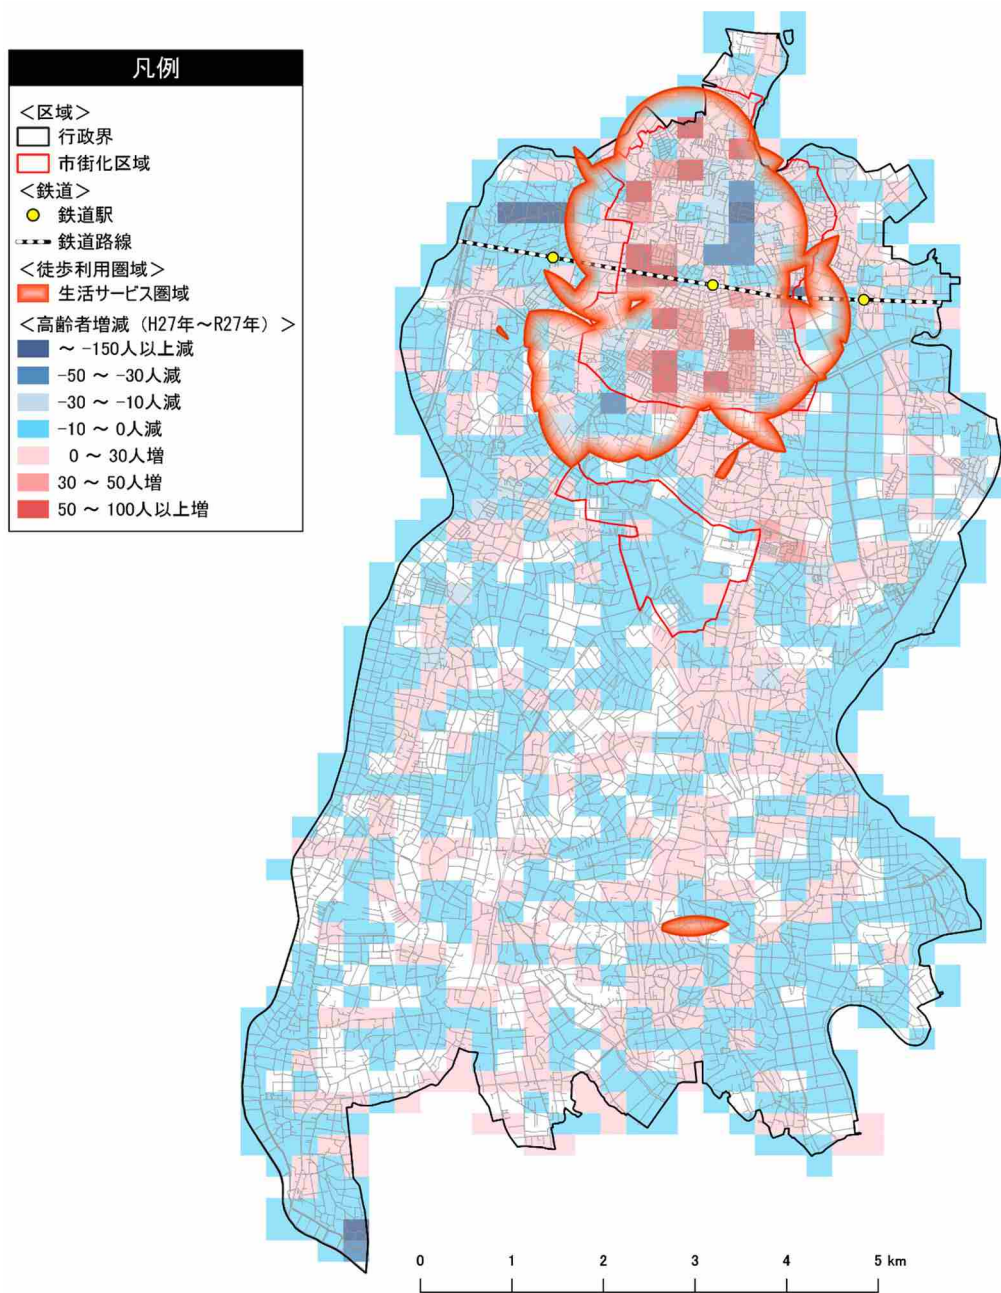 凡例
＜区域＞
行政界
市街化区域
＜鉄道＞
鉄道駅
鉄道路線
＜徒歩利用圏域＞
生活サービス圏域
＜高齢者増減（H27年～R27年）＞
～ -150人以上減
-50 ～ -30人減
-30 ～ -10人減
-10 ～ 0人減
0 ～ 30人増
30 ～ 50人増
50 ～ 100人以上増
0 1 2 3 4 5 km